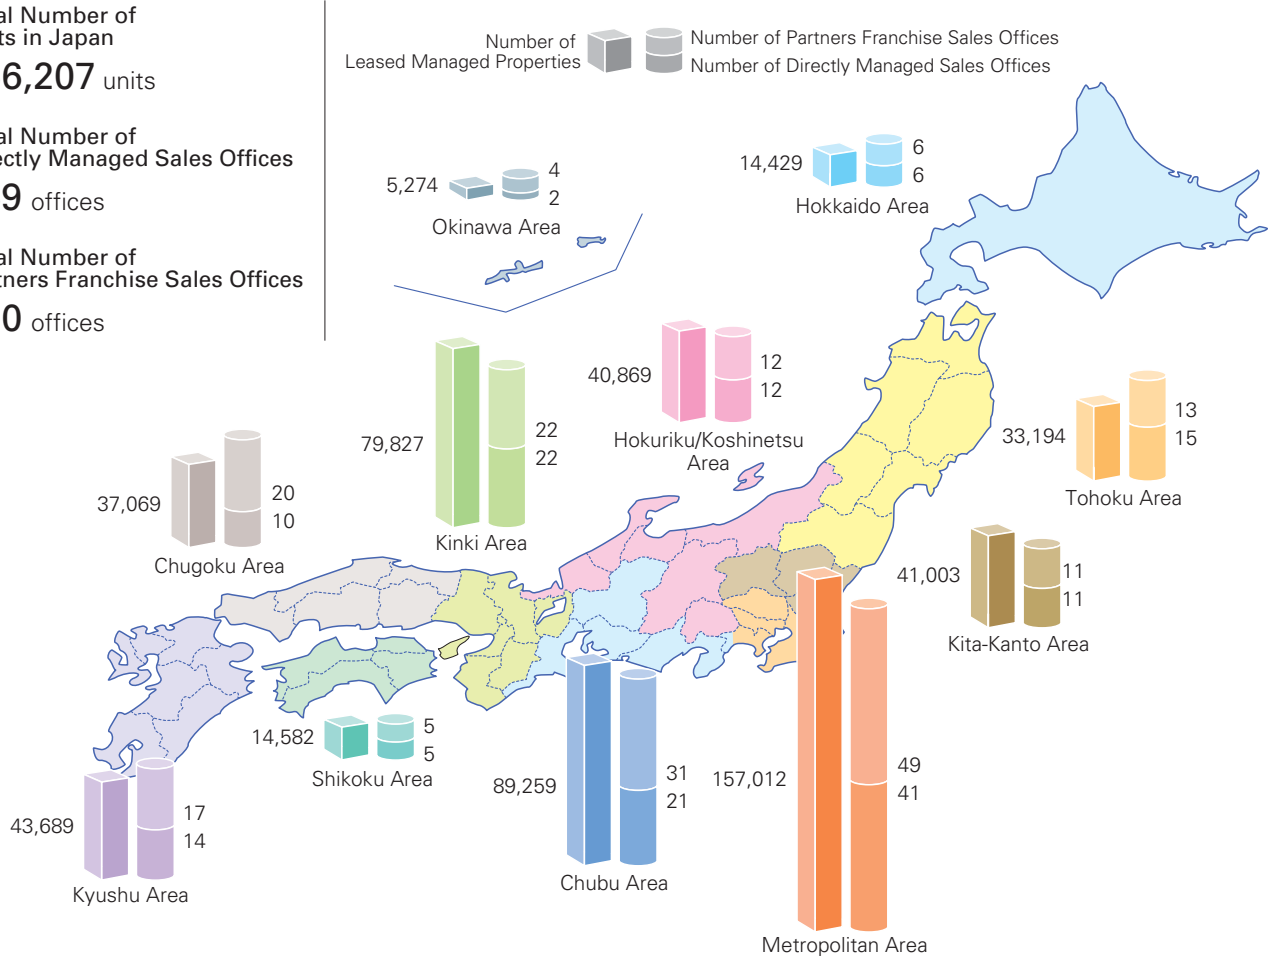 al Number of
ts in Japan
6,207 units
al Number of
ectly Managed Sales Offices
9 offices
al Number of
tners Franchise Sales Offices
0 offices
Number of
Leased Managed Properties
Number of Partners Franchise Sales Offices
Number of Directly Managed Sales Offices
5,274
4
2
Okinawa Area
14,429
6
6
Hokkaido Area
40,869
12
12
Hokuriku/Koshinetsu
Area
79,827
22
22
Kinki Area
33,194
13
15
Tohoku Area
37,069
20
10
Chugoku Area
41,003
11
11
Kita-Kanto Area
14,582
5
5
Shikoku Area
43,689
17
14
Kyushu Area
89,259
31
21
Chubu Area
157,012
49
41
Metropolitan Area